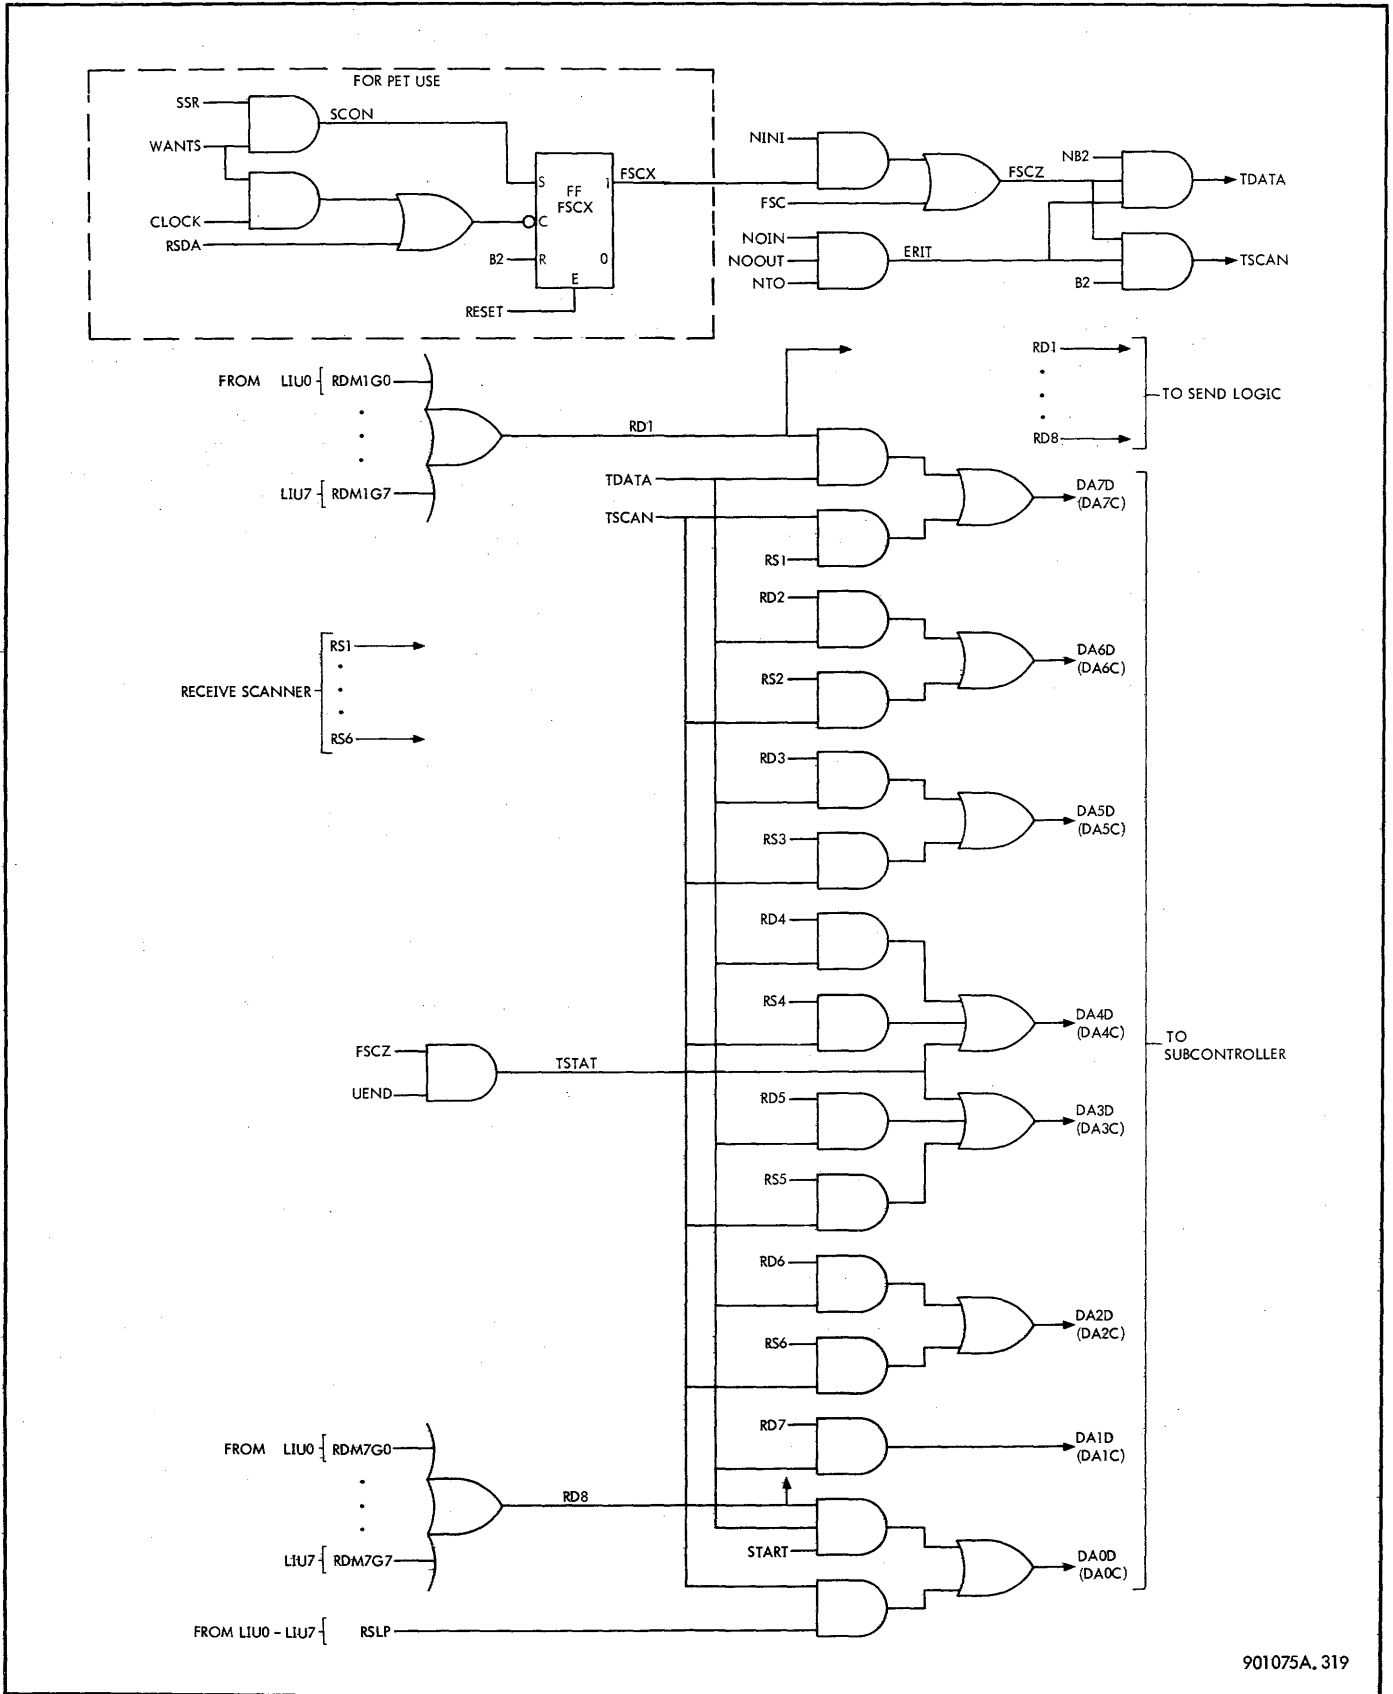 FOR PET USE
SSR
SCON
WANTS
CLOCK
RSDA
S
FF
FSCX
1
C
B2
R
0
E
RESET
FSCX
NINI
FSC
FSCZ
NB2
TDATA
NOIN
NOOUT
NTO
ERIT
B2
TSCAN
FROM LIU0 { RDM1G0
LIU7 { RDM1G7
RD1
RD1
RD8
TO SEND LOGIC
TDATA
TSCAN
RS1
DA7D
(DA7C)
RD2
RS2
DA6D
(DA6C)
RECEIVE SCANNER
RS1
RS6
RD3
RS3
DA5D
(DA5C)
RD4
RS4
DA4D
(DA4C)
TO
SUBCONTROLLER
FSCZ
UEND
TSTAT
RD5
RS5
DA3D
(DA3C)
RD6
RS6
DA2D
(DA2C)
RD7
DA1D
(DA1C)
FROM LIU0 { RDM7G0
LIU7 { RDM7G7
RD8
START
DA0D
(DA0C)
FROM LIU0 - LIU7 { RSLP
901075A. 319